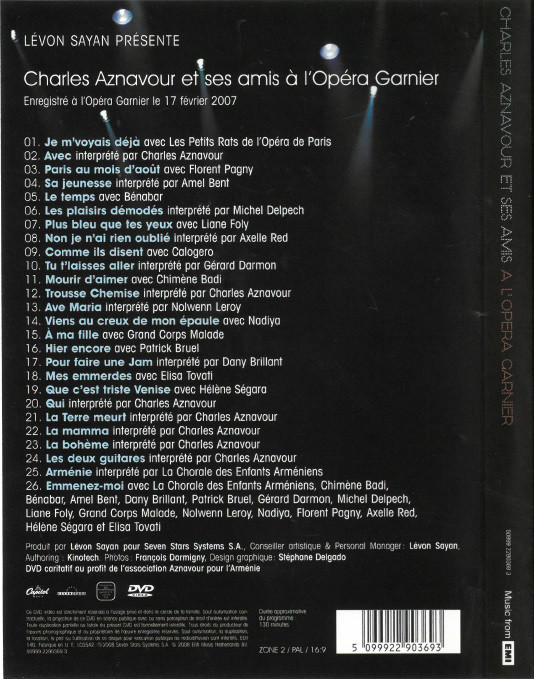 LÉVON SAYAN PRÉSENTE
Charles Aznavour et ses amis à l'Opéra Garnier
Enregistré à l'Opéra Garnier le 17 février 2007
01. Je m'voyais déjà avec Les Petits Rats de l'Opéra de Paris
02. Avec interprété par Charles Aznavour
03. Paris au mois d'août avec Florent Pagny
04. Sa jeunesse interprété par Amel Bent
05. Le temps avec Bénabar
06. Les plaisirs démodés interprété par Michel Delpech
07. Plus bleu que tes yeux avec Liane Foly
08. Non je n'ai rien oublié interprété par Axelle Red
09. Comme ils disent avec Calogero
10. Tu t'laisses aller interprété par Gérard Darmon
11. Mourir d'aimer avec Chimène Badi
12. Trousse Chemise interprété par Charles Aznavour
13. Ave Maria interprété par Nolwenn Leroy
14. Viens au creux de mon épaule avec Nadiya
15. À ma fille avec Grand Corps Malade
16. Hier encore avec Patrick Bruel
17. Pour faire une Jam interprété par Dany Brillant
18. Mes emmerdes avec Elisa Tovati
19. Que c'est triste Venise avec Hélène Ségara
20. Qui interprété par Charles Aznavour
21. La Terre meurt interprété par Charles Aznavour
22. La mamma interprété par Charles Aznavour
23. La bohème interprété par Charles Aznavour
24. Les deux guitares interprété par Charles Aznavour
25. Arménie interprété par La Chorale des Enfants Arméniens
26. Emmenez-moi avec La Chorale des Enfants Arméniens, Chimène Badi,
Bénabar, Amel Bent, Dany Brillant, Patrick Bruel, Gérard Darmon, Michel Delpech,
Liane Foly, Grand Corps Malade, Nolwenn Leroy, Nadiya, Florent Pagny, Axelle Red,
Hélène Ségara et Elisa Tovati
Produit par Lévon Sayan pour Seven Stars Systems S.A., Conseiller artistique & Personal Manager: Lévon Sayan,
Authoring: Kinotech. Photos: François Darmigny, Design graphique: Stéphane Delgado
DVD caritatif au profit de l'association Aznavour pour l'Arménie
Capitol
DVD
VIDEO
Durée approximative
du programme:
130 minutes
ZONE 2 / PAL / 16:9
5 099922 903693
CHARLES AZNAVOUR ET SES AMIS A L'OPERA GARNIER
Music from EMI